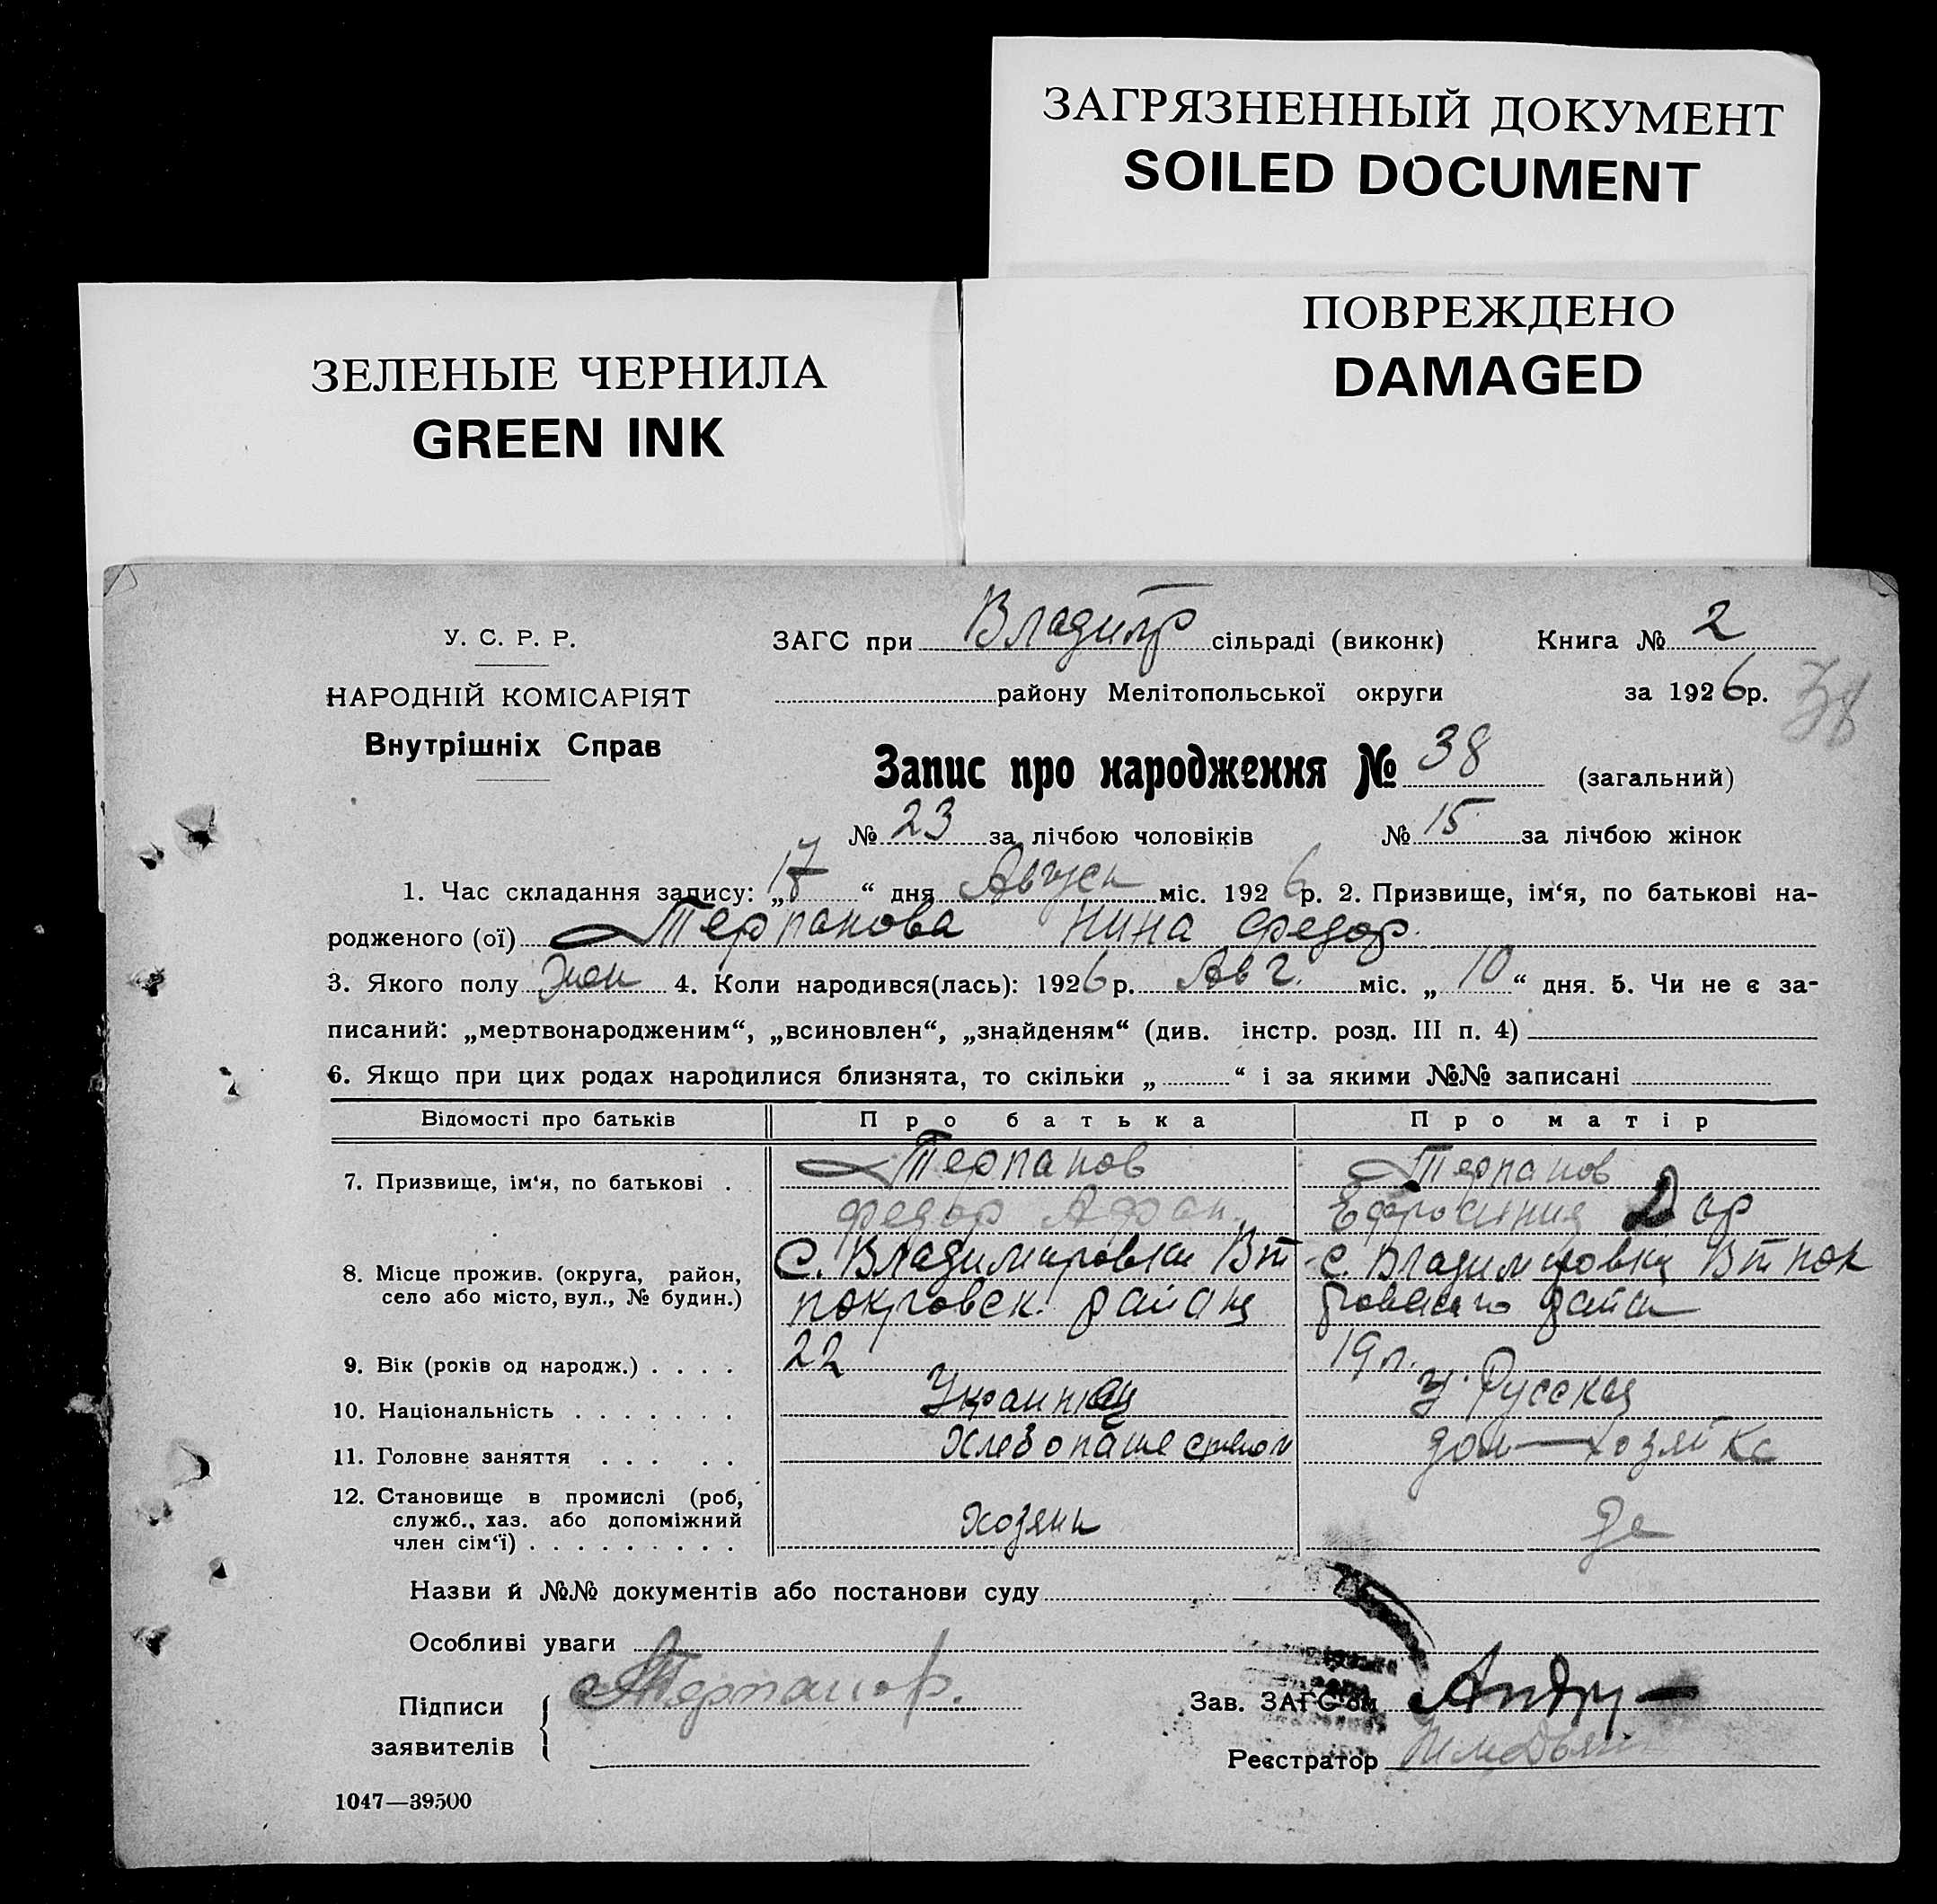 ЗАГРЯЗНЕННЫЙ ДОКУМЕНТ
SOILED DOCUMENT
ПОВРЕЖДЕНО
DAMAGED
ЗЕЛЕНЫЕ ЧЕРНИЛА
GREEN INK
У. С. Р. Р.
НАРОДНІЙ КОМІСАРІЯТ
Внутрішніх Справ
ЗАГС при Владимр сільраді (виконк) Книга № 2
району Мелітопольської округи за 1926р.
38
Запис про народження № 38 (загальний)
№ 23 за лічбою чоловіків № 15 за лічбою жінок
1. Час складання запису: „17“ дня Август міс. 1926р. 2. Призвище, ім‘я, по батькові на-
родженого (ої) Терпанова Нина Федор.
3. Якого полу Жен 4. Коли народився(лась): 1926р. Авг. міс. „10“ дня. 5. Чи не є за-
писаний: „мертвонародженим“, „всиновлен“, „знайденям“ (див. інстр. розд. III п. 4)
6. Якщо при цих родах народилися близнята, то скільки „ “ і за якими №№ записані
Відомості про батьків Про батька Про матір
7. Призвище, ім‘я, по батькові . Терпанов Терпанов
Федор Афан. Ефросиния Дор
8. Місце прожив. (округа, район, С. Владимировка Вт с. Владимировка Вт пок
село або місто, вул., № будин.) покровск. района ровского райо
9. Вік (років од народж.) . . . . 22 19 л.
10. Національність . . . . . . . Украинец Русская
11. Головне заняття . . . . . Хлебопашество дом—хозяйка
12. Становище в промислі (роб,
служб., хаз. або допоміжний хозяин
член сім‘ї) . . . . . . . . .
Назви й №№ документів або постанови суду
Особливі уваги
Підписи Терпанов. Зав. ЗАГС‘ом
заявителів Реєстратор
1047—39500